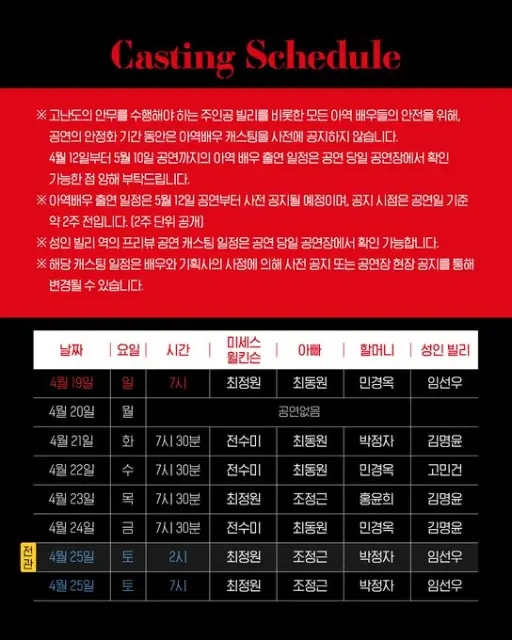 Casting Schedule
※ 고난도의 안무를 수행해야 하는 주인공 빌리를 비롯한 모든 아역 배우들의 안전을 위해,
공연의 안정화 기간 동안은 아역배우 캐스팅을 사전에 공지하지 않습니다.
4월 12일부터 5월 10일 공연까지의 아역 배우 출연 일정은 공연 당일 공연장에서 확인
가능한 점 양해 부탁드립니다.
※ 아역배우 출연 일정은 5월 12일 공연부터 사전 공지될 예정이며, 공지 시점은 공연일 기준
약 2주 전입니다. (2주 단위 공개)
※ 성인 빌리 역의 프리뷰 공연 캐스팅 일정은 공연 당일 공연장에서 확인 가능합니다.
※ 해당 캐스팅 일정은 배우와 기획사의 사정에 의해 사전 공지 또는 공연장 현장 공지를 통해
변경될 수 있습니다.
날짜 요일 시간 미세스 윌킨슨 아빠 할머니 성인 빌리
4월 19일 일 7시 최정원 최동원 민경옥 임선우
4월 20일 월 공연없음
4월 21일 화 7시 30분 전수미 최동원 박정자 김명윤
4월 22일 수 7시 30분 전수미 최동원 민경옥 고민건
4월 23일 목 7시 30분 최정원 조정근 홍윤희 김명윤
4월 24일 금 7시 30분 전수미 최동원 민경옥 김명윤
전관 4월 25일 토 2시 최정원 조정근 박정자 임선우
4월 25일 토 7시 최정원 조정근 박정자 임선우